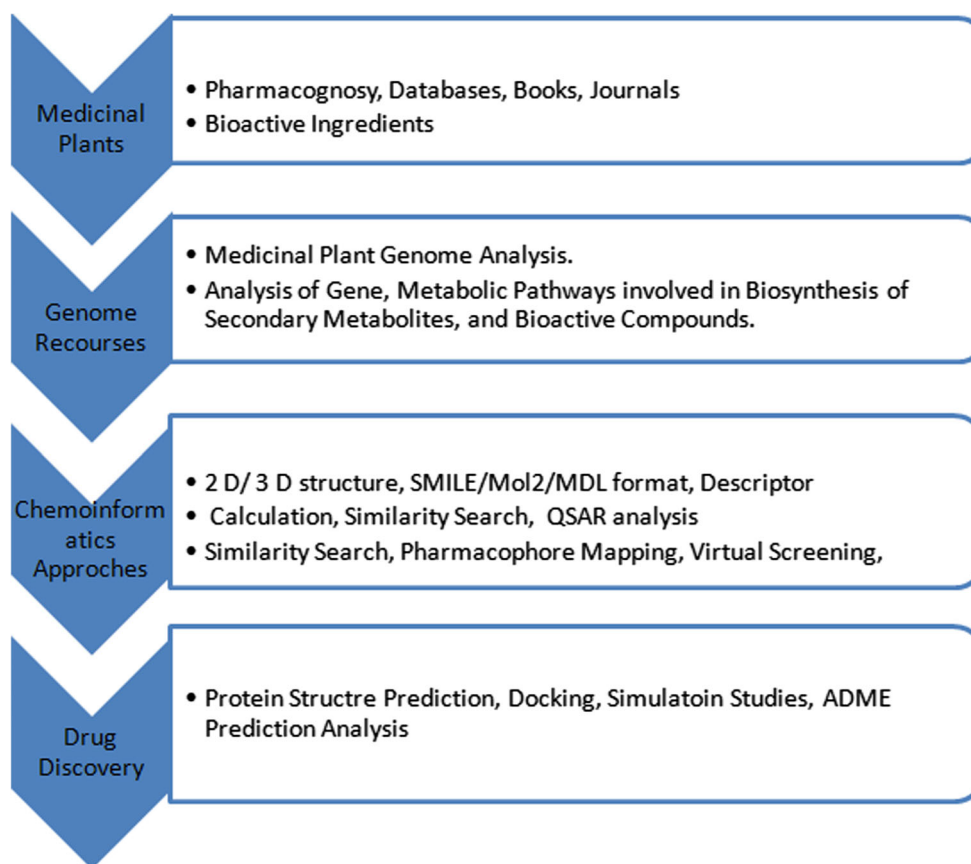 Medicinal
Plants
• Pharmacognosy, Databases, Books, Journals
• Bioactive Ingredients
Genome
Recourses
• Medicinal Plant Genome Analysis.
• Analysis of Gene, Metabolic Pathways involved in Biosynthesis of
Secondary Metabolites, and Bioactive Compounds.
Chemoinform
atics
Approches
• 2 D/ 3 D structure, SMILE/Mol2/MDL format, Descriptor
• Calculation, Similarity Search, QSAR analysis
• Similarity Search, Pharmacophore Mapping, Virtual Screening,
Drug
Discovery
• Protein Structre Prediction, Docking, Simulatoin Studies, ADME
Prediction Analysis